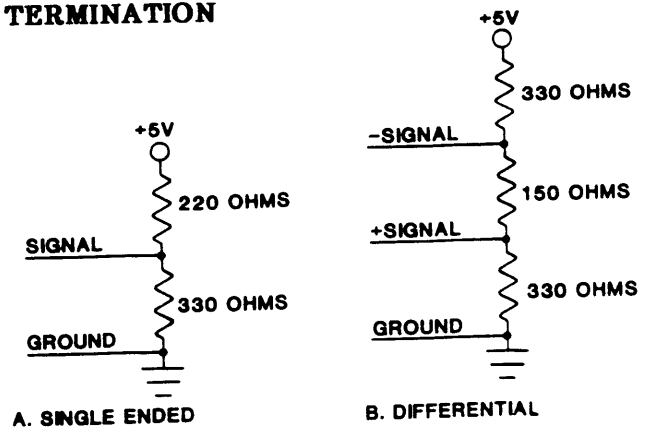 TERMINATION
+5V
220 OHMS
SIGNAL
330 OHMS
GROUND
A. SINGLE ENDED
+5V
330 OHMS
-SIGNAL
150 OHMS
+SIGNAL
330 OHMS
GROUND
B. DIFFERENTIAL